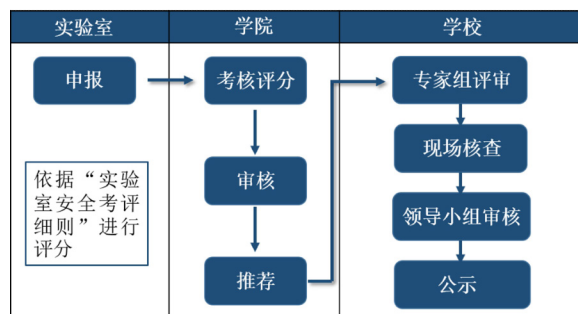 实验室
学院
学校
申报
考核评分
专家组评审
现场核查
审核
依据“实验
室安全考评
细则”进行
评分
领导小组审核
推荐
公示